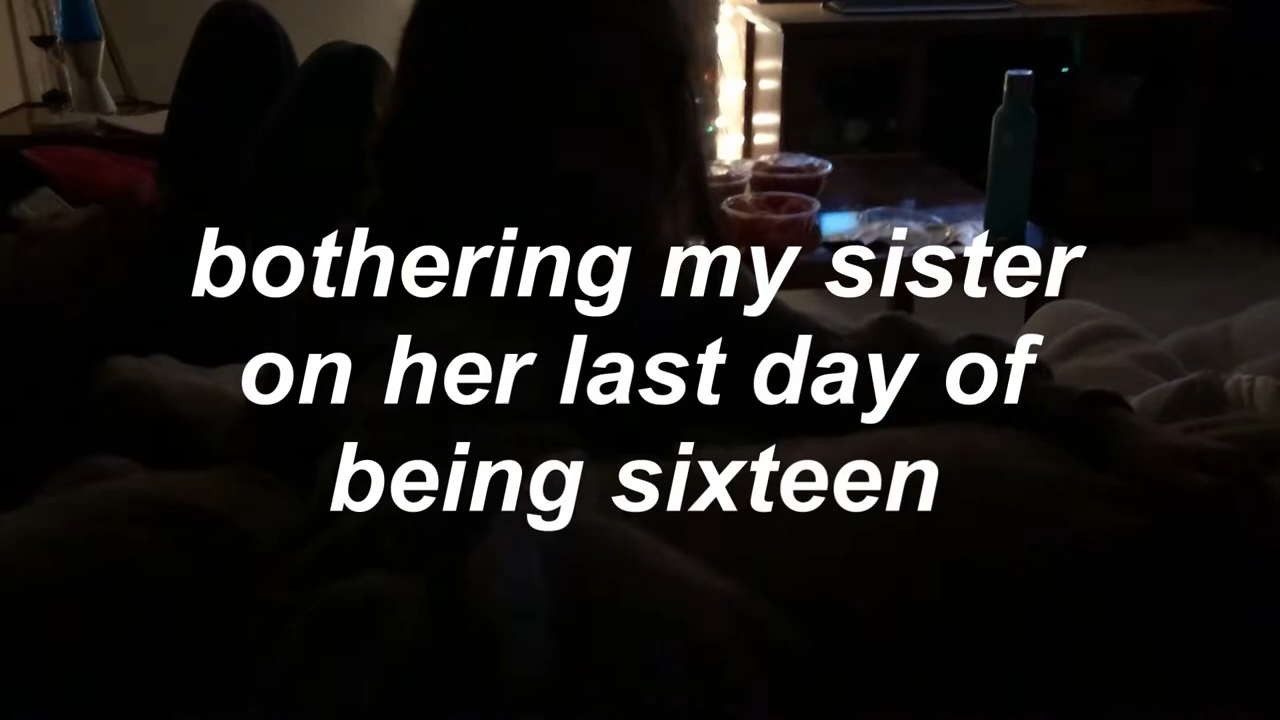 bothering my sister
on her last day of
being sixteen